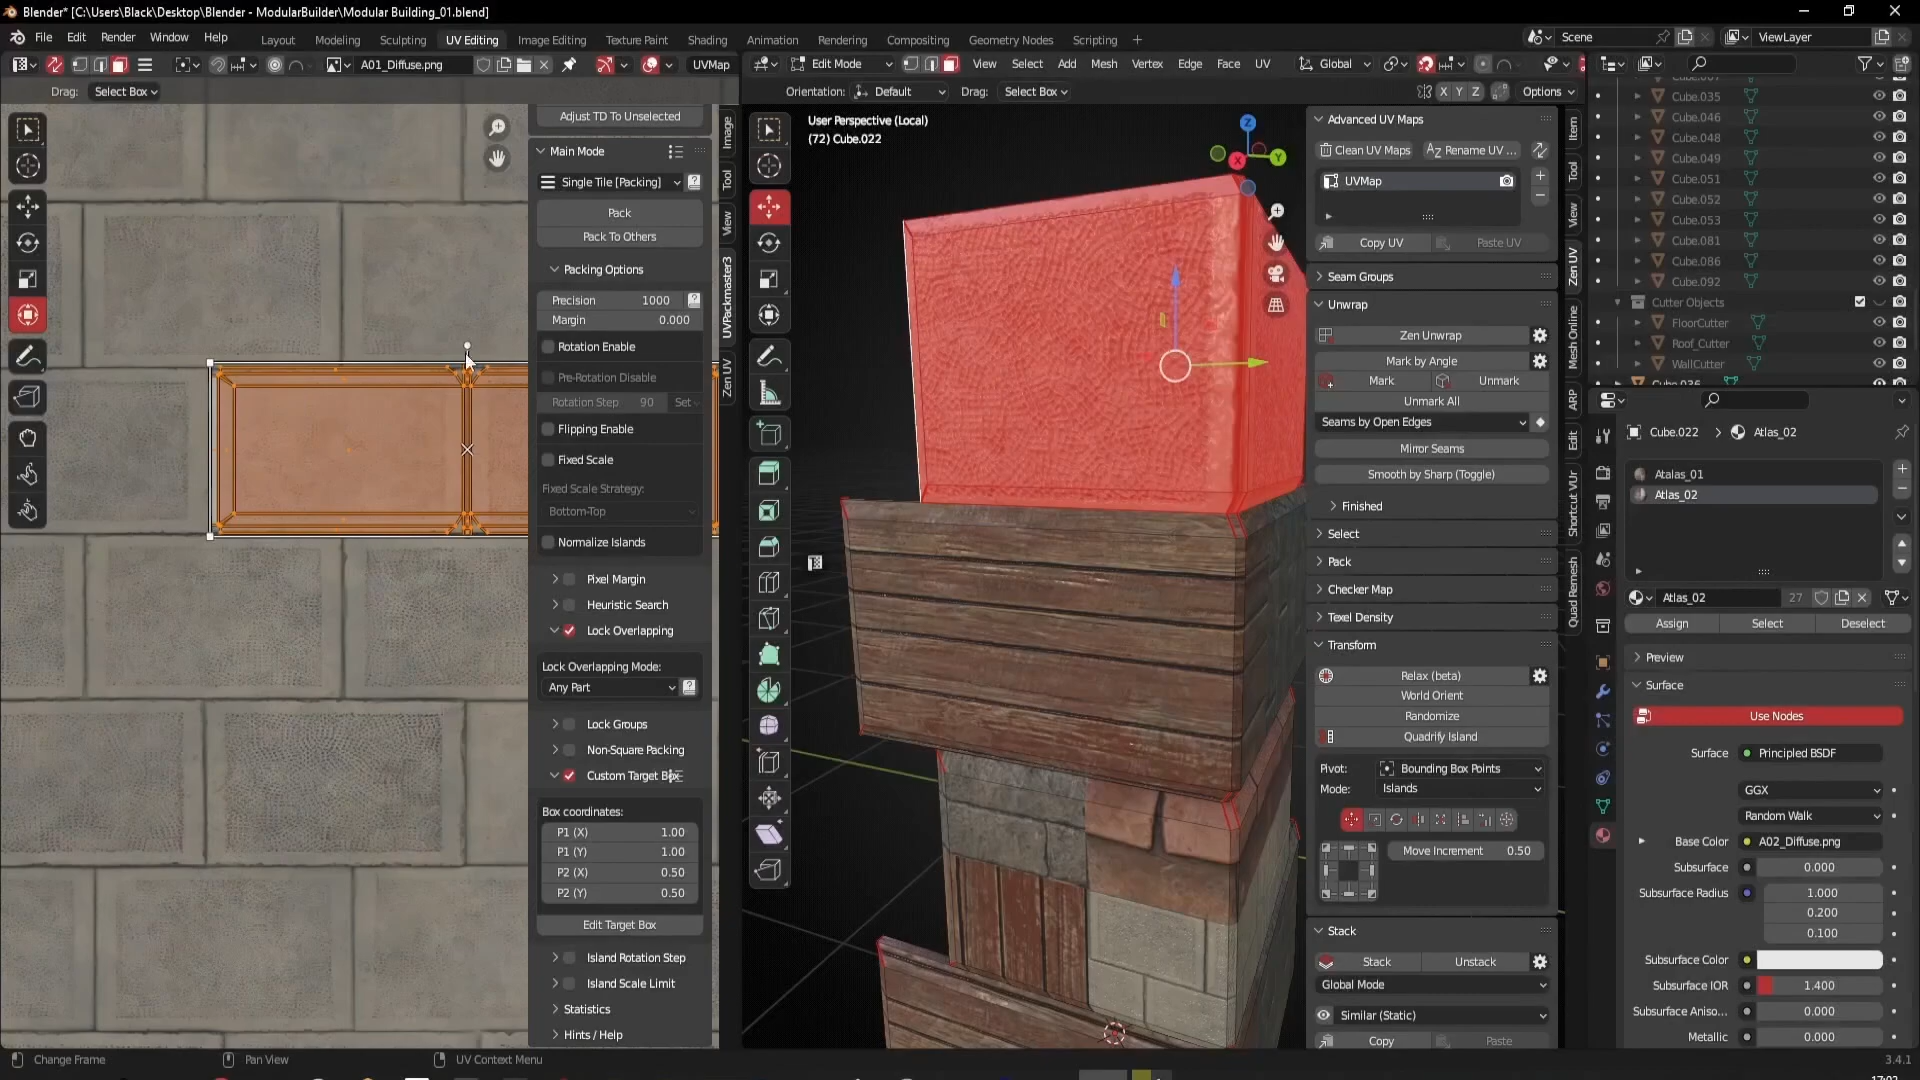 Blender* [C:\Users\Black\Desktop\Blender - ModularBuilder\Modular Building_01.blend]
File Edit Render Window Help
Layout Modeling Sculpting UV Editing Image Editing Texture Paint Shading Animation Rendering Compositing Geometry Nodes Scripting +
Scene
ViewLayer
A01_Diffuse.png
UVMap
Edit Mode
View Select Add Mesh Vertex Edge Face UV
Global
Drag: Select Box
Orientation: Default
Drag: Select Box
X Y Z
Options
User Perspective (Local)
(72) Cube.022
Z
X
Y
Adjust TD To Unselected
Main Mode
Single Tile [Packing]
Pack
Pack To Others
Packing Options
Precision 1000
Margin 0.000
Rotation Enable
Pre-Rotation Disable
Rotation Step 90 Set
Flipping Enable
Fixed Scale
Fixed Scale Strategy:
Bottom-Top
Normalize Islands
Pixel Margin
Heuristic Search
Lock Overlapping
Lock Overlapping Mode:
Any Part
Lock Groups
Non-Square Packing
Custom Target Box
Box coordinates:
P1 (X) 1.00
P1 (Y) 1.00
P2 (X) 0.50
P2 (Y) 0.50
Edit Target Box
Island Rotation Step
Island Scale Limit
Statistics
Hints / Help
Image
Tool
View
UVPackmaster3
Zen UV
Advanced UV Maps
Clean UV Maps
Rename UV ...
UVMap
Copy UV
Paste UV
Seam Groups
Unwrap
Zen Unwrap
Mark by Angle
Mark
Unmark
Unmark All
Seams by Open Edges
Mirror Seams
Smooth by Sharp (Toggle)
Finished
Select
Pack
Checker Map
Texel Density
Transform
Relax (beta)
World Orient
Randomize
Quadrify Island
Pivot: Bounding Box Points
Mode: Islands
Move Increment 0.50
Stack
Stack
Unstack
Global Mode
Similar (Static)
Copy
Paste
Item
Tool
View
Zen UV
Mesh Online
ARP
Edit
Shortcut VUr
Quad Remesh
Cube.035
Cube.046
Cube.048
Cube.049
Cube.051
Cube.052
Cube.053
Cube.081
Cube.086
Cube.092
Cutter Objects
FloorCutter
Roof_Cutter
WallCutter
Cube.036
Cube.022 > Atlas_02
Atalas_01
Atlas_02
Atlas_02 27
Assign
Select
Deselect
Preview
Surface
Use Nodes
Surface Principled BSDF
GGX
Random Walk
Base Color A02_Diffuse.png
Subsurface 0.000
Subsurface Radius 1.000
0.200
0.100
Subsurface Color
Subsurface IOR 1.400
Subsurface Aniso... 0.000
Metallic 0.000
Change Frame
Pan View
UV Context Menu
3.4.1